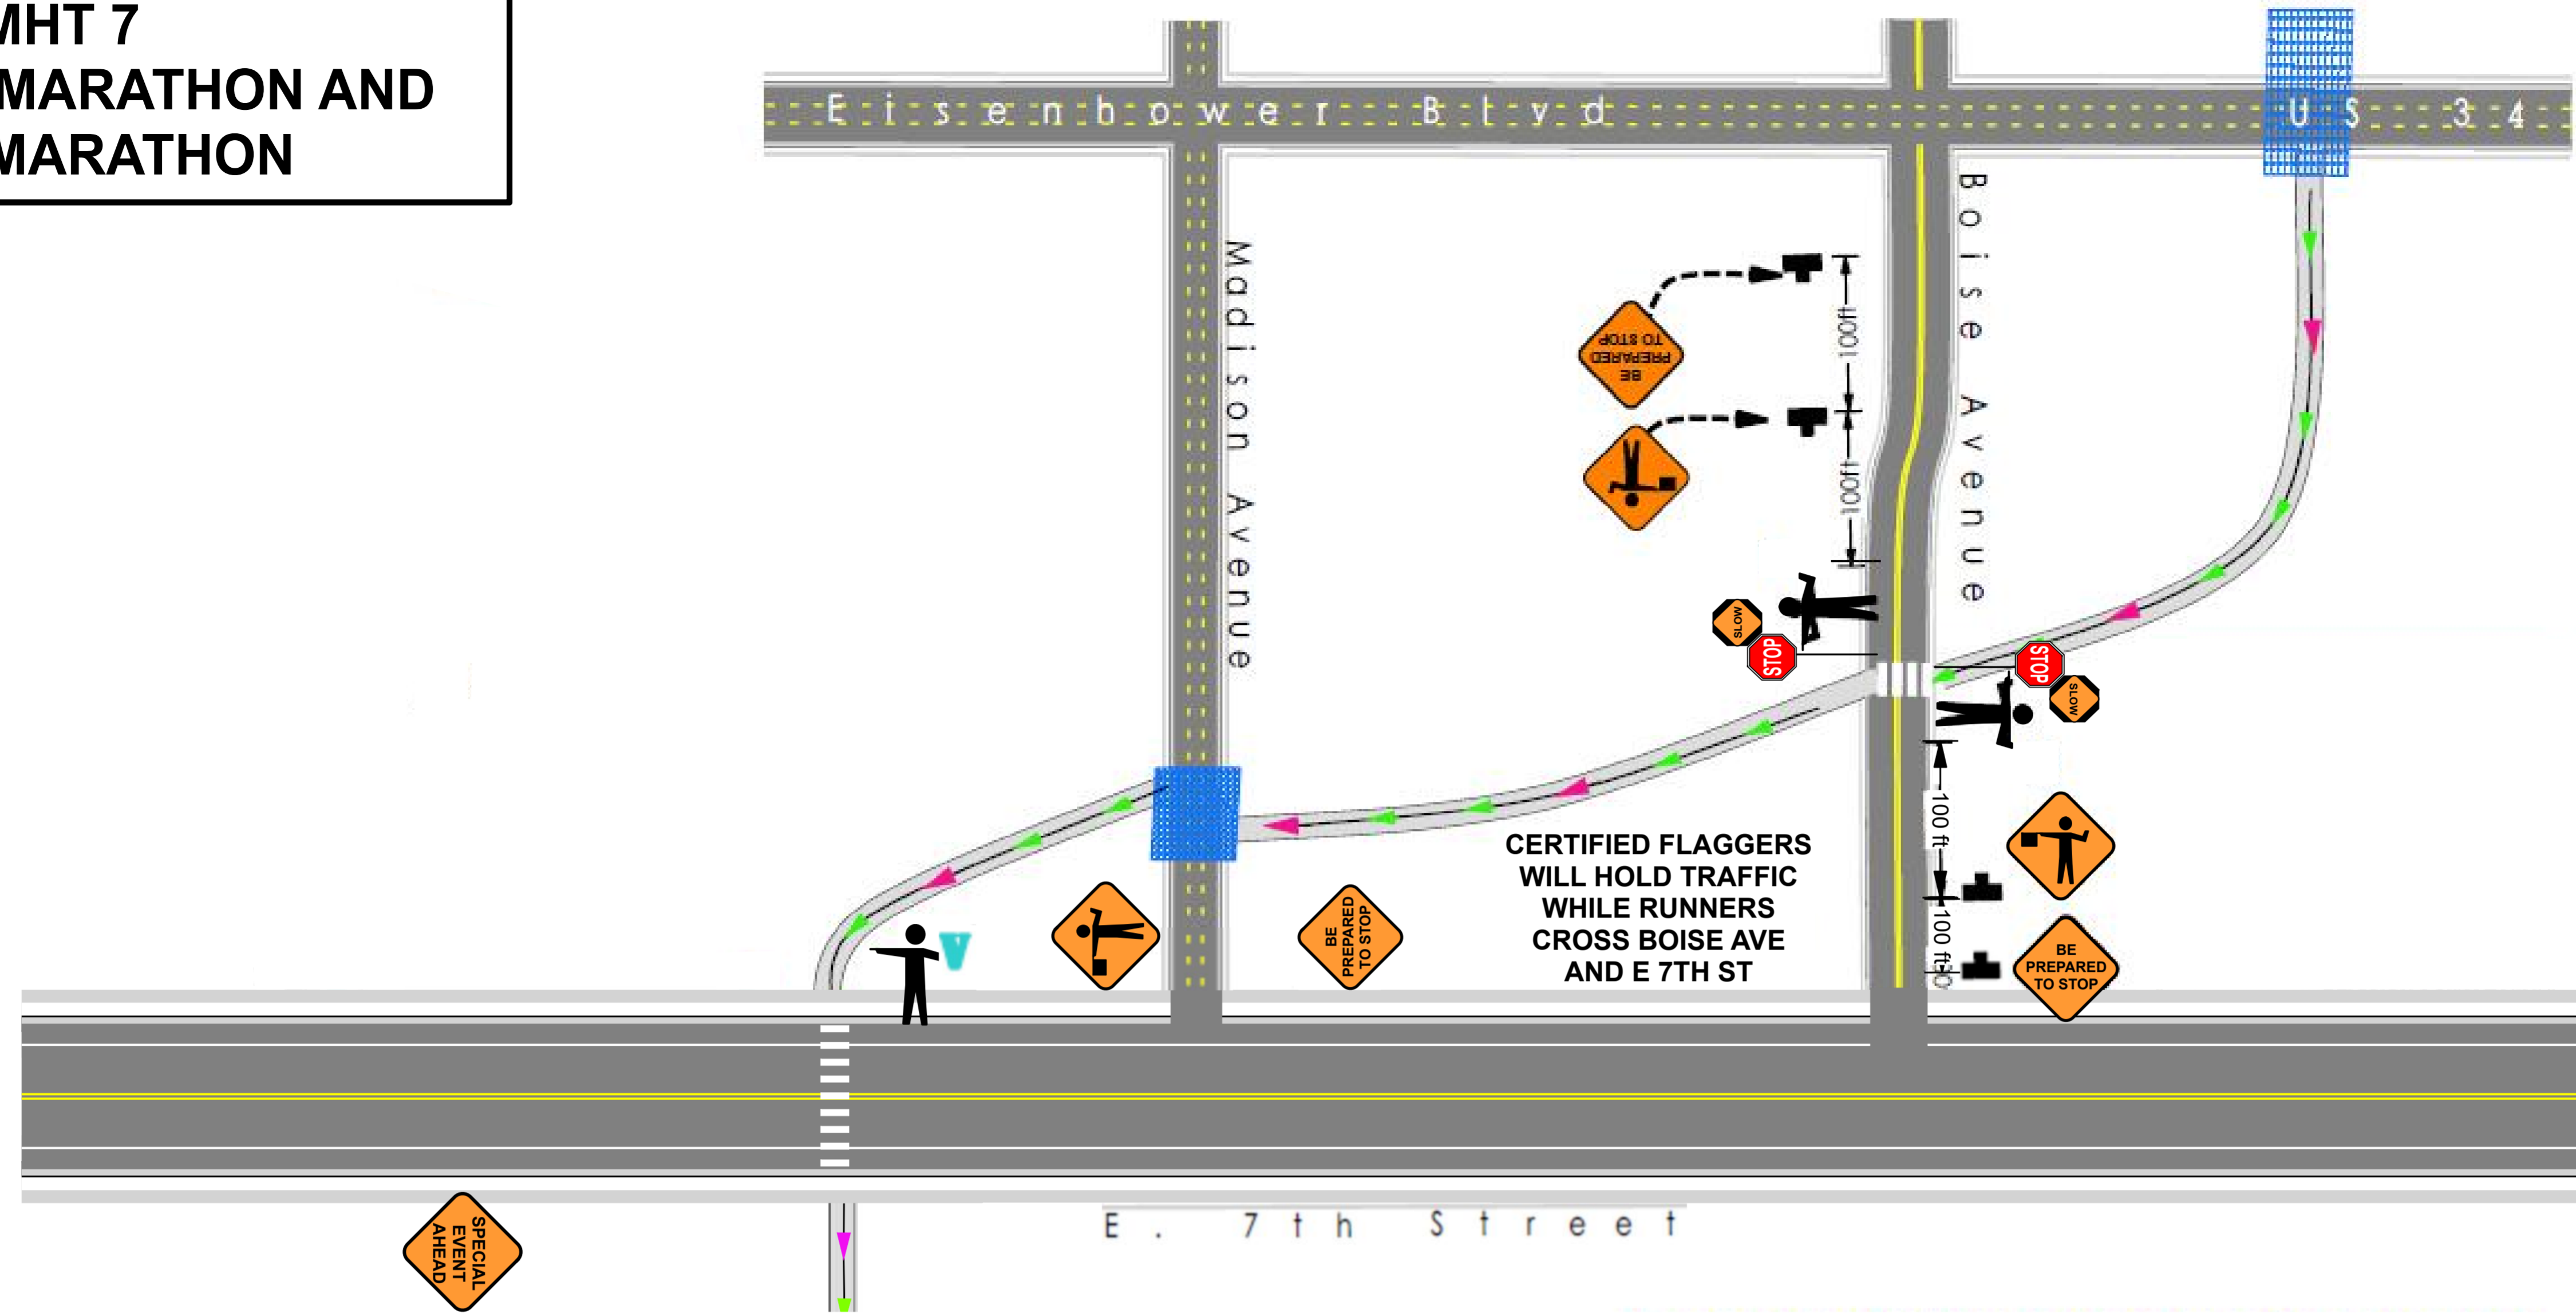 MHT 7
MARATHON AND
MARATHON
Eisenhower Blvd
US 34
Madison Avenue
Boise Avenue
BE
PREPARED
TO STOP
100ft
100ft
SLOW
STOP
STOP
SLOW
100 ft
100 ft
BE
PREPARED
TO STOP
BE
PREPARED
TO STOP
CERTIFIED FLAGGERS
WILL HOLD TRAFFIC
WHILE RUNNERS
CROSS BOISE AVE
AND E 7TH ST
V
E. 7th Street
SPECIAL
EVENT
AHEAD